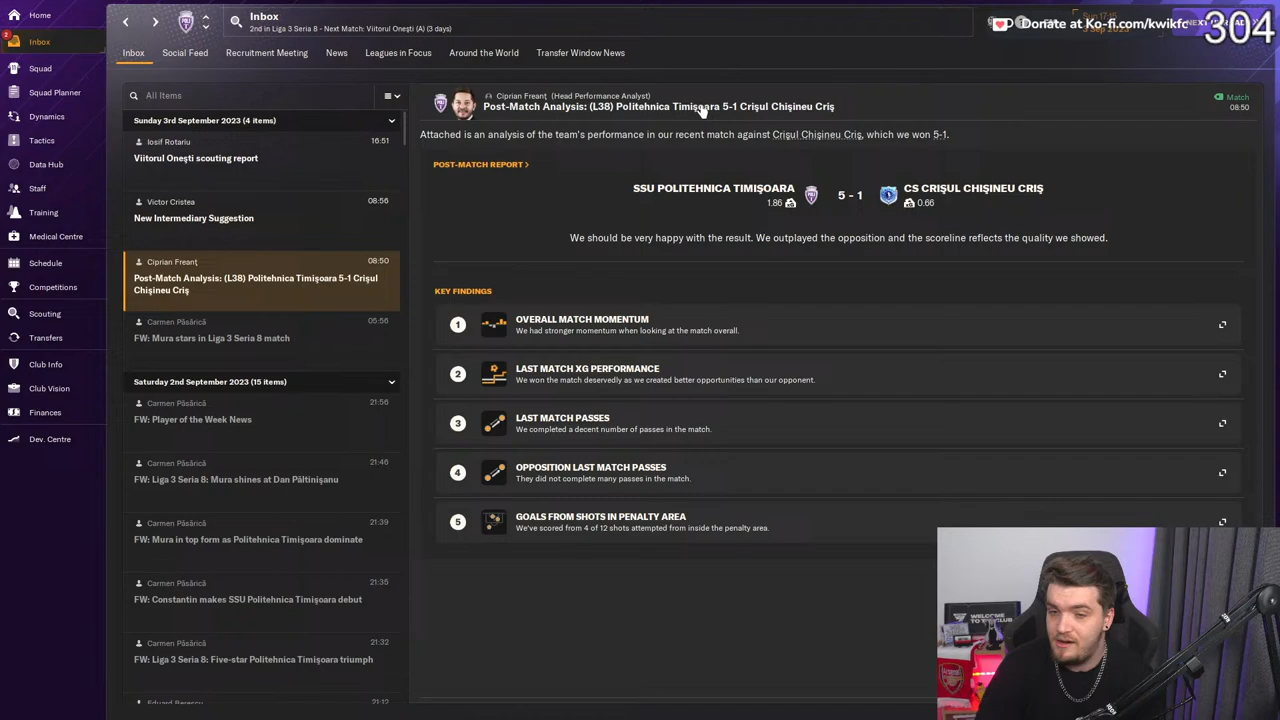 Home
2
Inbox
Squad
Squad Planner
Dynamics
Tactics
Data Hub
Staff
Training
Medical Centre
Schedule
Competitions
Scouting
Transfers
Club Info
Club Vision
Finances
Dev. Centre
POLI
Inbox
2nd in Liga 3 Seria 8 - Next Match: Viitorul Onești (A) (3 days)
Donate at Ko-fi.com/kwikfc
304
Inbox
Social Feed
Recruitment Meeting
News
Leagues in Focus
Around the World
Transfer Window News
All Items
Sunday 3rd September 2023 (4 items)
Iosif Rotariu 16:51
Viitorul Onești scouting report
Victor Cristea 08:56
New Intermediary Suggestion
Ciprian Freanț 08:50
Post-Match Analysis: (L38) Politehnica Timișoara 5-1 Crișul
Chișineu Criș
Carmen Păsărică 05:56
FW: Mura stars in Liga 3 Seria 8 match
Saturday 2nd September 2023 (15 items)
Carmen Păsărică 21:56
FW: Player of the Week News
Carmen Păsărică 21:46
FW: Liga 3 Seria 8: Mura shines at Dan Păltinișanu
Carmen Păsărică 21:39
FW: Mura in top form as Politehnica Timișoara dominate
Carmen Păsărică 21:35
FW: Constantin makes SSU Politehnica Timișoara debut
Carmen Păsărică 21:32
FW: Liga 3 Seria 8: Five-star Politehnica Timișoara triumph
21:12
Ciprian Freanț (Head Performance Analyst)
Post-Match Analysis: (L38) Politehnica Timișoara 5-1 Crișul Chișineu Criș
Match
08:50
Attached is an analysis of the team's performance in our recent match against Crișul Chișineu Criș, which we won 5-1.
POST-MATCH REPORT >
SSU POLITEHNICA TIMIȘOARA 5 - 1 CS CRIȘUL CHIȘINEU CRIȘ
1.86 0.66
We should be very happy with the result. We outplayed the opposition and the scoreline reflects the quality we showed.
KEY FINDINGS
1 OVERALL MATCH MOMENTUM
We had stronger momentum when looking at the match overall.
2 LAST MATCH XG PERFORMANCE
We won the match deservedly as we created better opportunities than our opponent.
3 LAST MATCH PASSES
We completed a decent number of passes in the match.
4 OPPOSITION LAST MATCH PASSES
They did not complete many passes in the match.
5 GOALS FROM SHOTS IN PENALTY AREA
We've scored from 4 of 12 shots attempted from inside the penalty area.
WELCOME TO
Arsenal